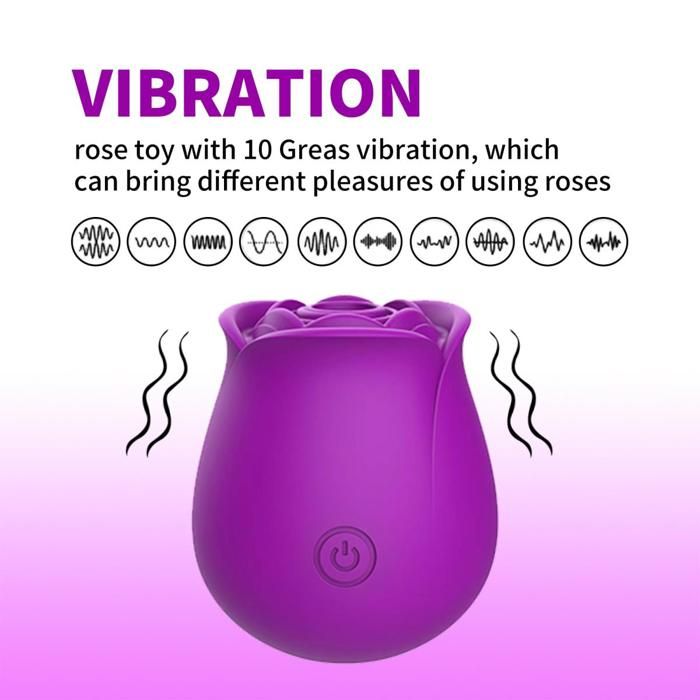 VIBRATION
rose toy with 10 Greas vibration, which
can bring different pleasures of using roses